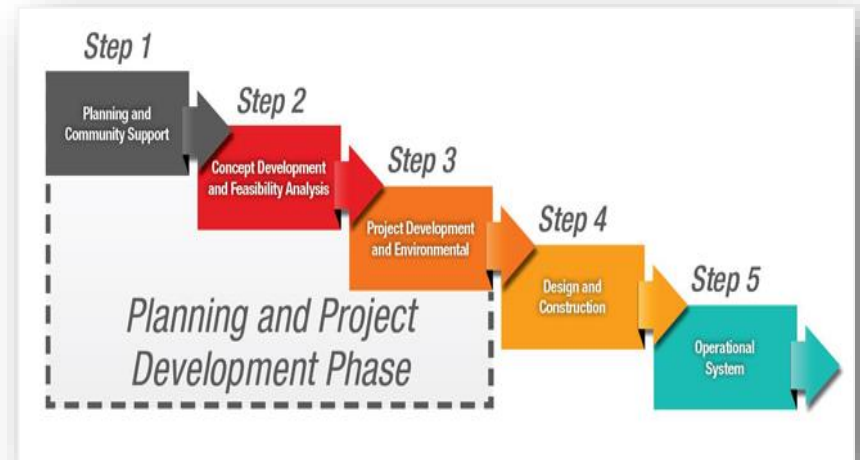 Step 1
Planning and
Community Support
Step 2
Concept Development
and Feasibility Analysis
Step 3
Project Development
and Environmental
Step 4
Design and
Construction
Step 5
Operational
System
Planning and Project
Development Phase